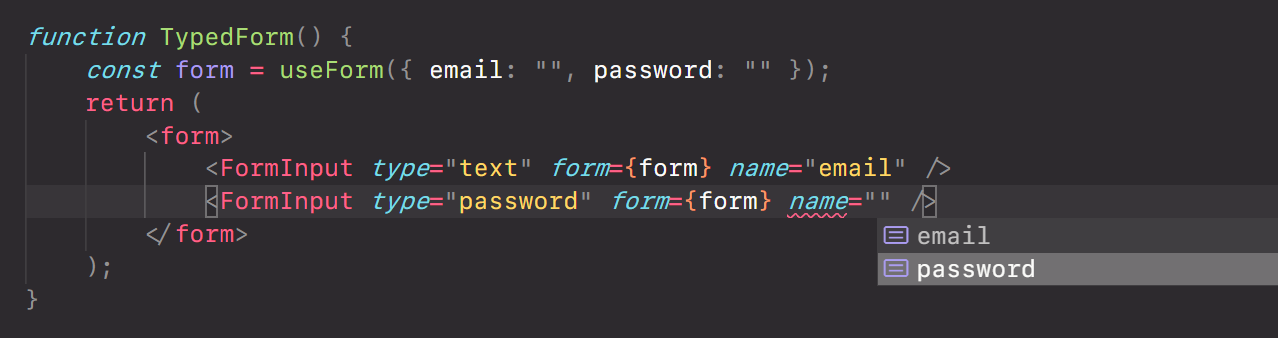 function TypedForm() {
const form = useForm({ email: "", password: "" });
return (
<form>
<FormInput type="text" form={form} name="email" />
<FormInput type="password" form={form} name="" />
</form>
);
}
email
password